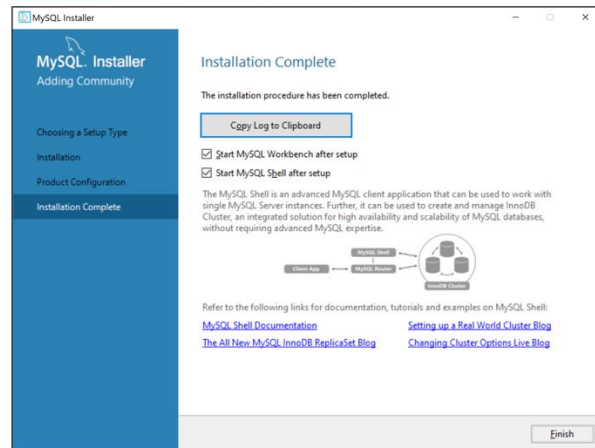 MySQL Installer
MySQL. Installer
Adding Community
Choosing a Setup Type
Installation
Product Configuration
Installation Complete
Installation Complete
The installation procedure has been completed.
Copy Log to Clipboard
Start MySQL Workbench after setup
Start MySQL Shell after setup
The MySQL Shell is an advanced MySQL client application that can be used to work with
single MySQL Server instances. Further, it can be used to create and manage InnoDB
Cluster, an integrated solution for high availability and scalability of MySQL databases,
without requiring advanced MySQL expertise.
MySQL Shell
Client App
MySQL Router
InnoDB Cluster
Refer to the following links for documentation, tutorials and examples on MySQL Shell:
MySQL Shell Documentation
Setting up a Real World Cluster Blog
The All New MySQL InnoDB ReplicaSet Blog
Changing Cluster Options Live Blog
Finish